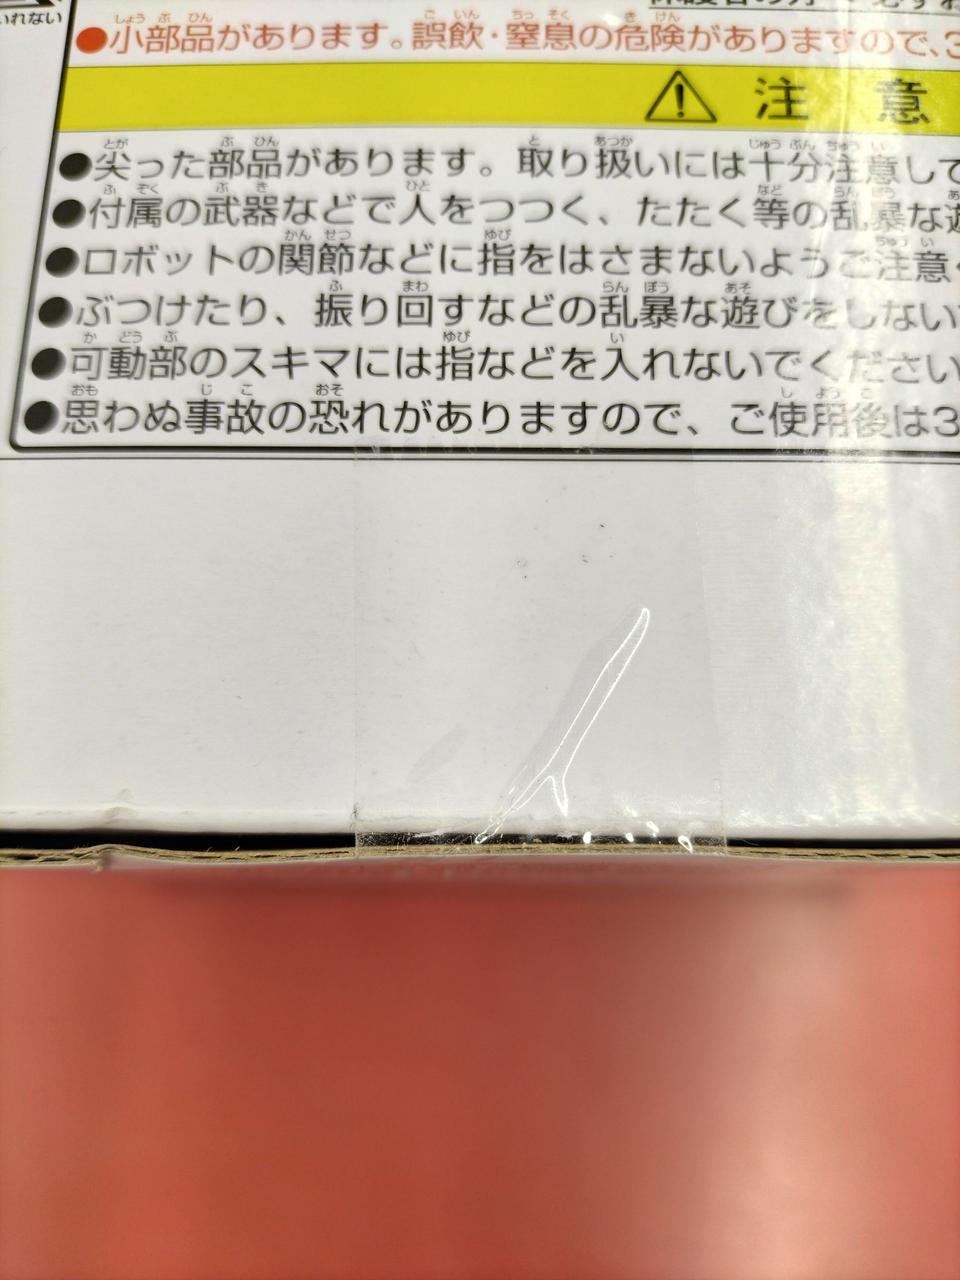 いれない
●小部品があります。誤飲・窒息の危険がありますので、3
⚠ 注 意
●尖った部品があります。取り扱いには十分注意して
●付属の武器などで人をつつく、たたく等の乱暴な遊
●ロボットの関節などに指をはさまないようご注意く
●ぶつけたり、振り回すなどの乱暴な遊びをしない
●可動部のスキマには指などを入れないでください
●思わぬ事故の恐れがありますので、ご使用後は3